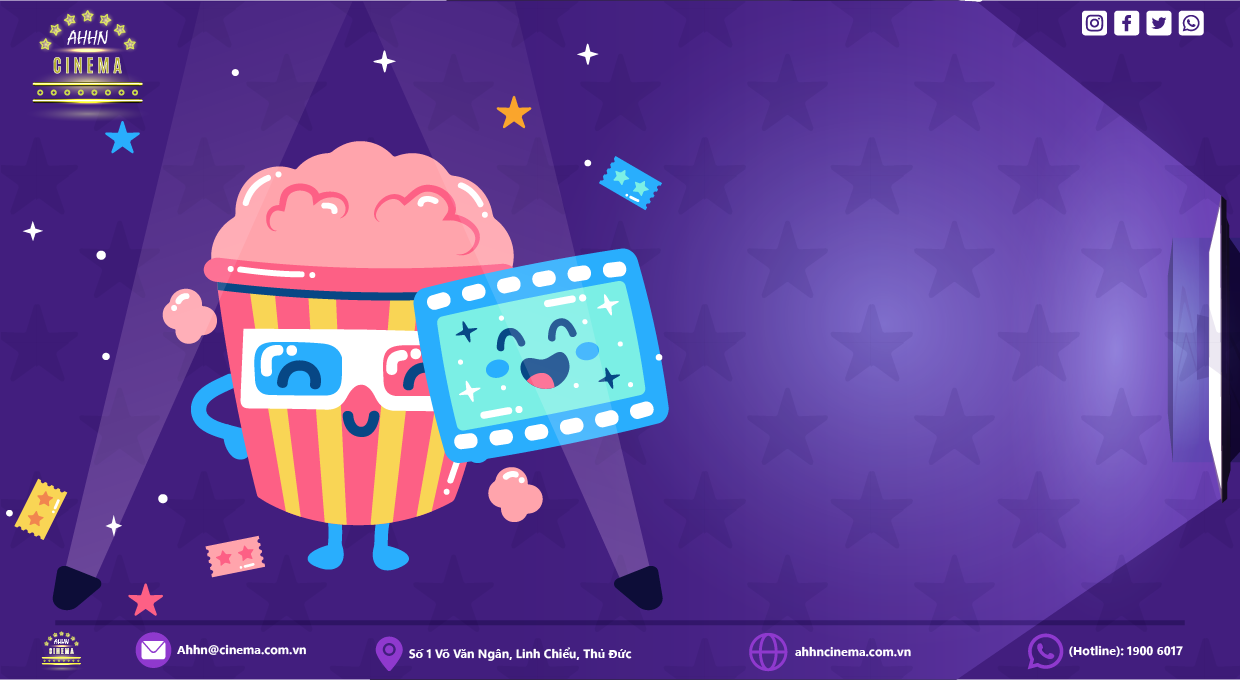 AHHN
CINEMA
AHHN
CINEMA
Ahhn@cinema.com.vn
Số 1 Võ Văn Ngân, Linh Chiểu, Thủ Đức
ahhncinema.com.vn
(Hotline): 1900 6017